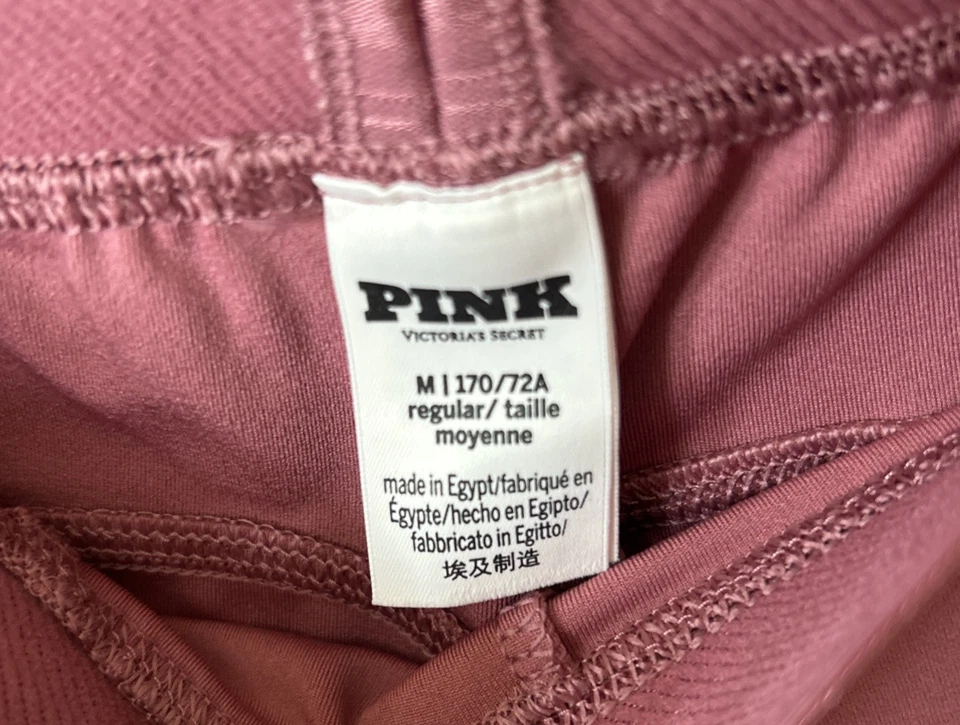 PINK
VICTORIA'S SECRET
M | 170/72A
regular/ taille
moyenne
made in Egypt/fabriqué en
Égypte/hecho en Egipto/
fabbricato in Egitto/
埃及制造